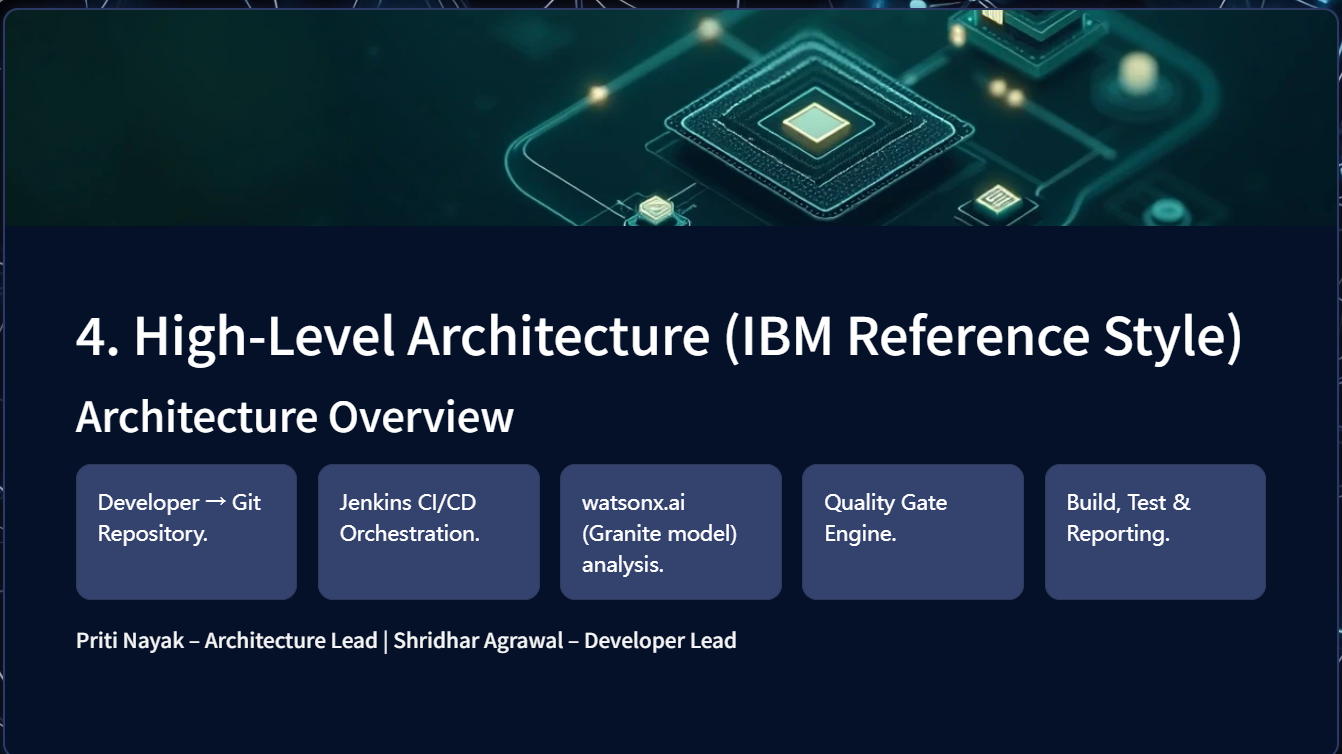 4. High-Level Architecture (IBM Reference Style)
Architecture Overview
Developer → Git
Repository.
Jenkins CI/CD
Orchestration.
watsonx.ai
(Granite model)
analysis.
Quality Gate
Engine.
Build, Test &
Reporting.
Priti Nayak – Architecture Lead | Shridhar Agrawal – Developer Lead